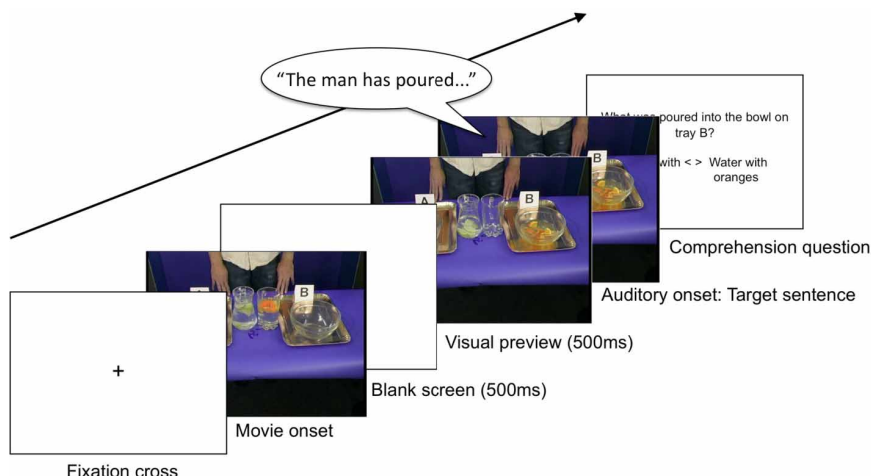 “The man has poured...”
What was poured into the bowl on
tray B?
with < > Water with
oranges
B
Comprehension question
A
B
Auditory onset: Target sentence
Visual preview (500ms)
B
Blank screen (500ms)
+
Movie onset
Fixation cross